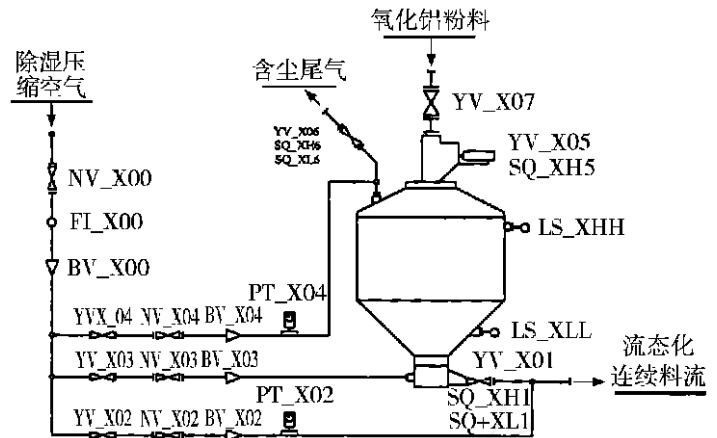 氧化铝粉料
除湿压
缩空气
含尘尾气
YV_X07
YV_X06
SQ_XH6
SQ_XL6
YV_X05
SQ_XH5
NV_X00
FI_X00
LS_XHH
BV_X00
PT_X04
YVX_04 NV_X04 BV_X04
LS_XLL
YV_X03 NV_X03 BV_X03
YV_X01
流态化
连续料流
PT_X02
SQ_XH1
SQ+XL1
YV_X02 NV_X02 BV_X02